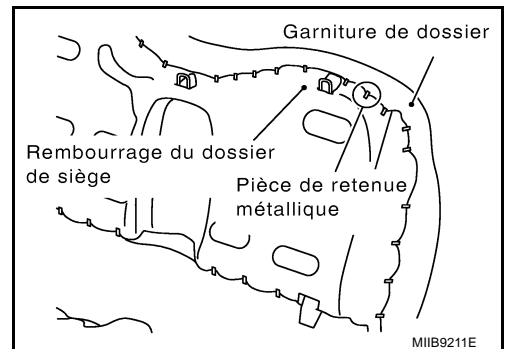 Garniture de dossier
Rembourrage du dossier
de siège
Pièce de retenue
métallique
MIIB9211E